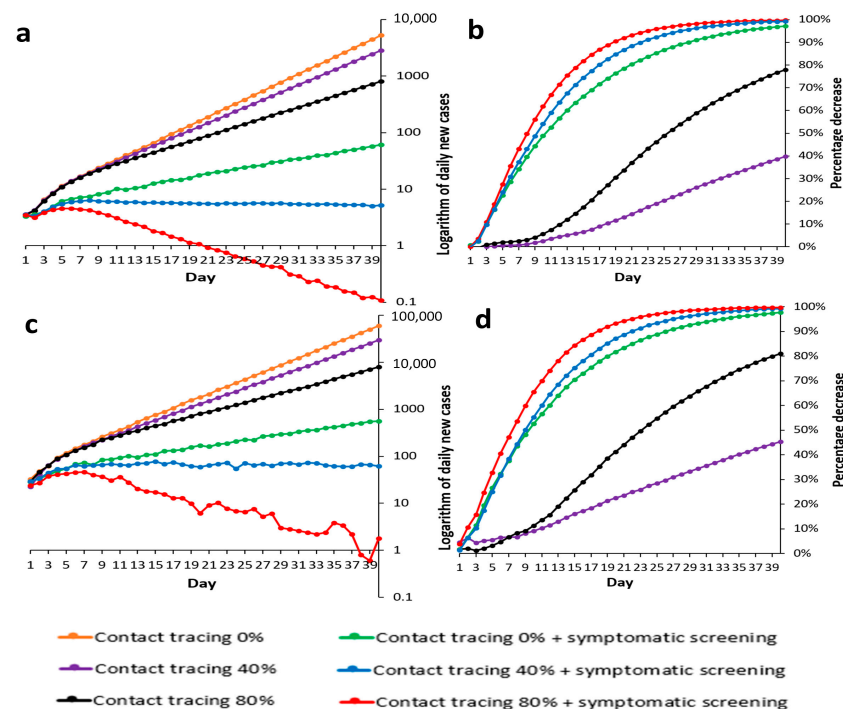 a
10,000
1000
100
10
1
0.1
1 3 5 7 9 11 13 15 17 19 21 23 25 27 29 31 33 35 37 39
Day
Logarithm of daily new cases
b
100%
90%
80%
70%
60%
50%
40%
30%
20%
10%
0%
1 3 5 7 9 11 13 15 17 19 21 23 25 27 29 31 33 35 37 39
Day
Percentage decrease
c
100,000
10,000
1000
100
10
1
0.1
1 3 5 7 9 11 13 15 17 19 21 23 25 27 29 31 33 35 37 39
Day
Logarithm of daily new cases
d
100%
90%
80%
70%
60%
50%
40%
30%
20%
10%
0%
1 3 5 7 9 11 13 15 17 19 21 23 25 27 29 31 33 35 37 39
Day
Percentage decrease
Contact tracing 0%
Contact tracing 0% + symptomatic screening
Contact tracing 40%
Contact tracing 40% + symptomatic screening
Contact tracing 80%
Contact tracing 80% + symptomatic screening